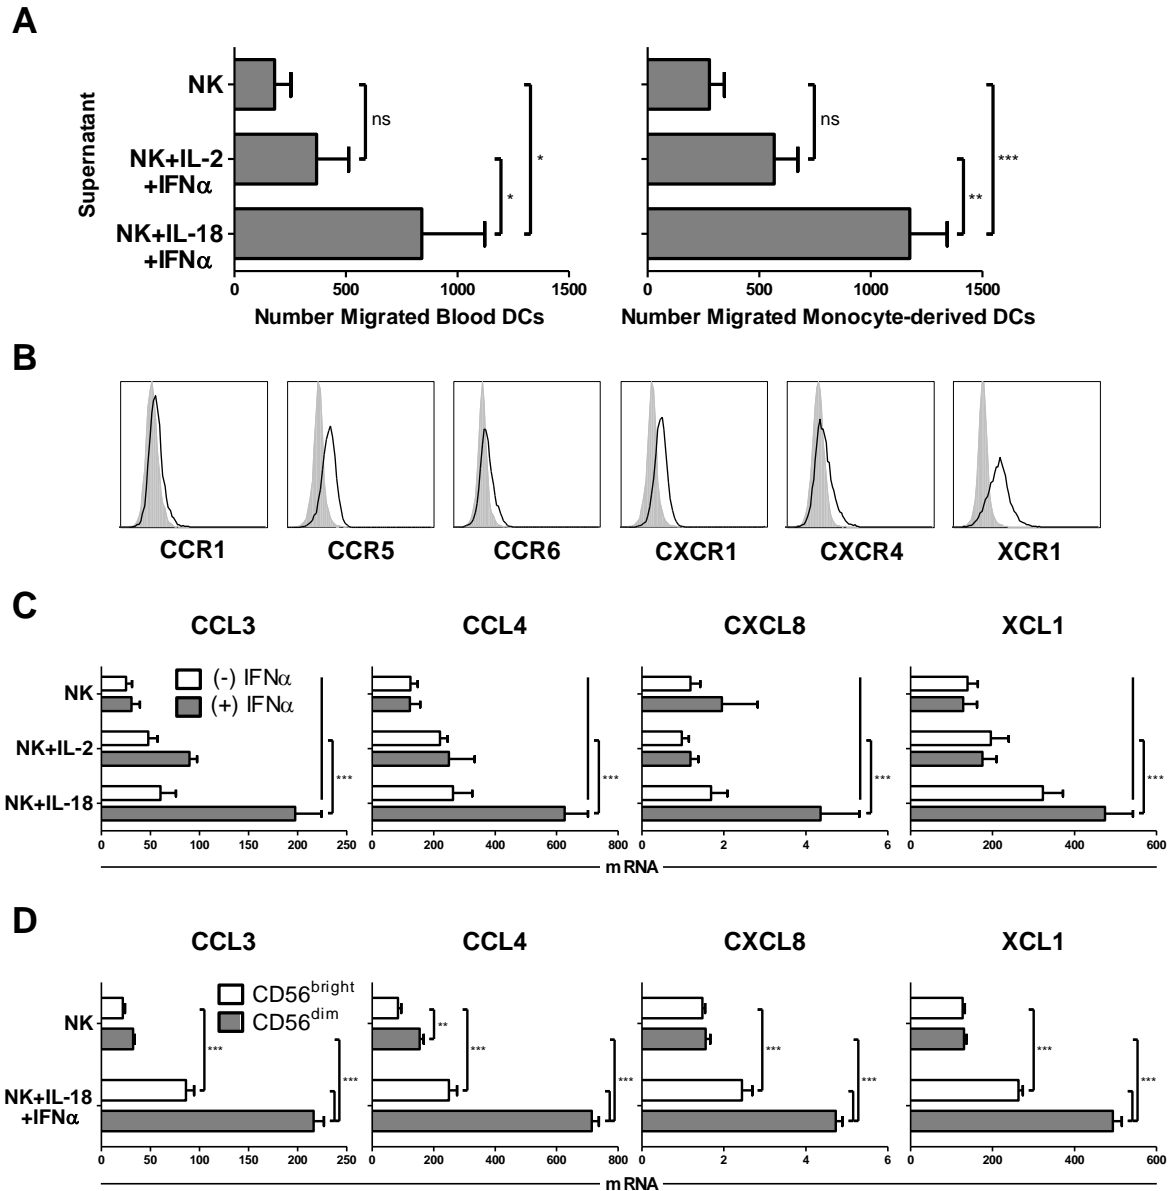 A
Supernatant
NK
NK+IL-2
+IFNα
NK+IL-18
+IFNα
ns
*
*
0 500 1000 1500
Number Migrated Blood DCs
ns
**
***
0 500 1000 1500
Number Migrated Monocyte-derived DCs
B
CCR1 CCR5 CCR6 CXCR1 CXCR4 XCR1
C
CCL3 CCL4 CXCL8 XCL1
(-) IFNα
(+) IFNα
NK
NK+IL-2
NK+IL-18
*** *** *** ***
0 50 100 150 200 250
0 200 400 600 800
0 2 4 6
0 200 400 600
mRNA
D
CCL3 CCL4 CXCL8 XCL1
CD56bright
CD56dim
NK
NK+IL-18
+IFNα
*** ***
** *** ***
*** ***
*** ***
0 50 100 150 200 250
0 200 400 600 800
0 2 4 6
0 200 400 600
mRNA